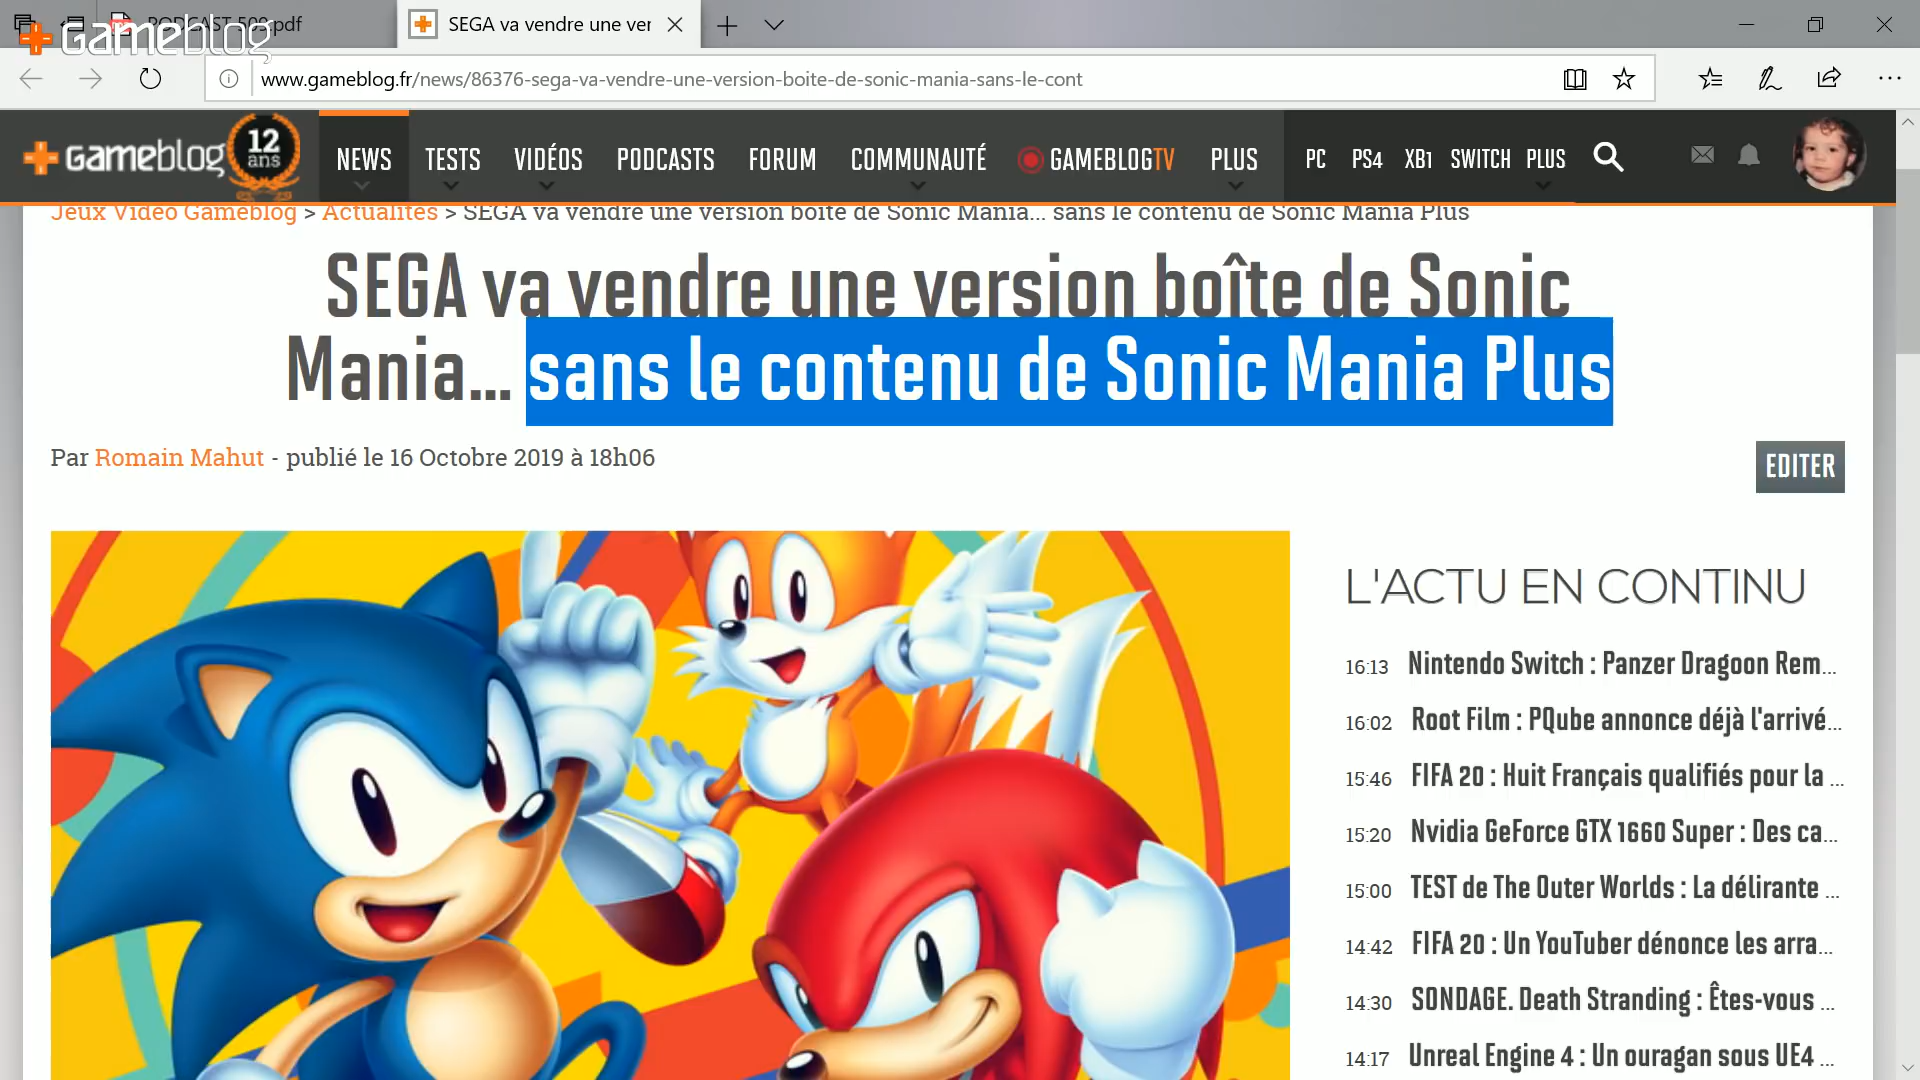 PODCAST 509.pdf
SEGA va vendre une ver
gameblog
www.gameblog.fr/news/86376-sega-va-vendre-une-version-boite-de-sonic-mania-sans-le-cont
gameblog 12 ans NEWS TESTS VIDÉOS PODCASTS FORUM COMMUNAUTÉ GAMEBLOGTV PLUS PC PS4 XB1 SWITCH PLUS
Jeux Vidéo Gameblog > Actualités > SEGA va vendre une version boîte de Sonic Mania... sans le contenu de Sonic Mania Plus
SEGA va vendre une version boîte de Sonic
Mania... sans le contenu de Sonic Mania Plus
Par Romain Mahut - publié le 16 Octobre 2019 à 18h06
EDITER
L'ACTU EN CONTINU
16:13 Nintendo Switch : Panzer Dragoon Rem...
16:02 Root Film : PQube annonce déjà l'arrivé...
15:46 FIFA 20 : Huit Français qualifiés pour la ...
15:20 Nvidia GeForce GTX 1660 Super : Des ca...
15:00 TEST de The Outer Worlds : La délirante ...
14:42 FIFA 20 : Un YouTuber dénonce les arra...
14:30 SONDAGE. Death Stranding : Êtes-vous ...
14:17 Unreal Engine 4 : Un ouragan sous UE4 ...